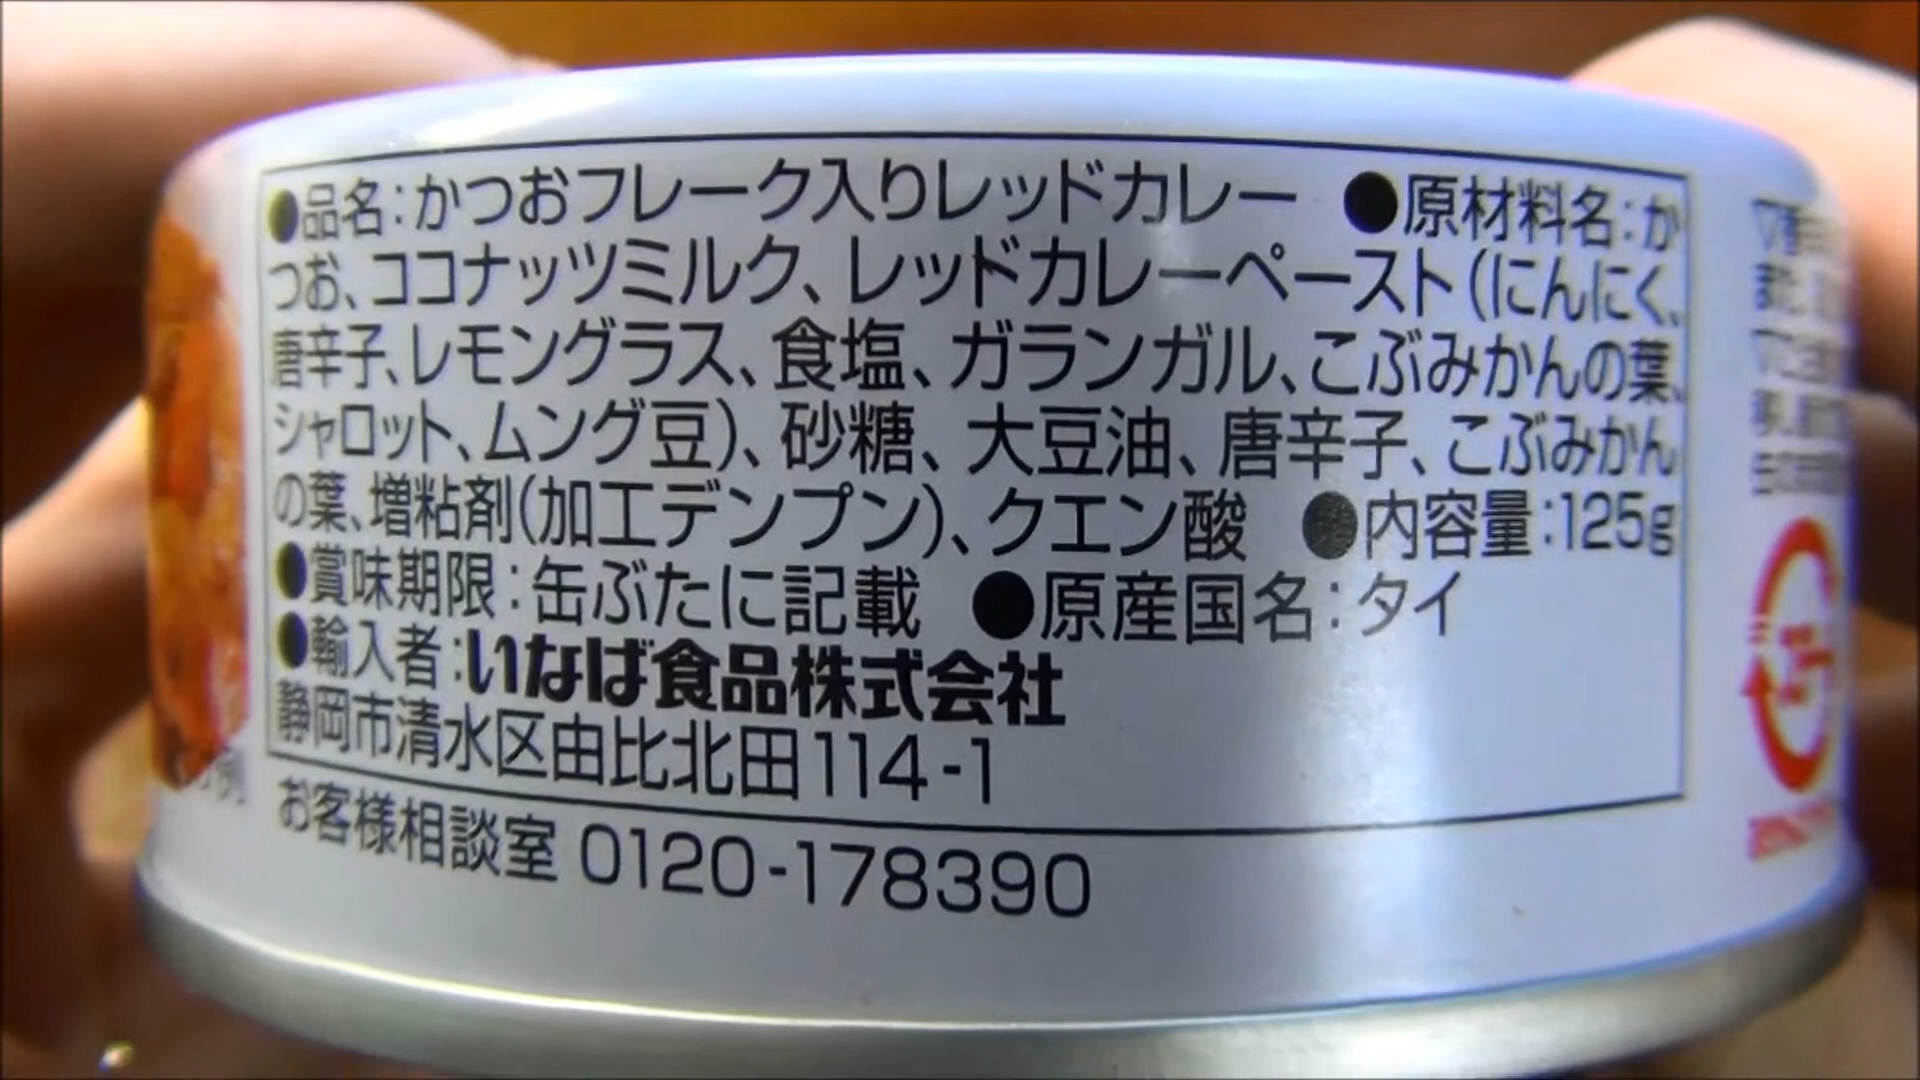 ●品名:かつおフレーク入りレッドカレー ●原材料名:か
つお、ココナッツミルク、レッドカレーペースト(にんにく、
唐辛子、レモングラス、食塩、ガランガル、こぶみかんの葉、
シャロット、ムング豆)、砂糖、大豆油、唐辛子、こぶみかん
の葉、増粘剤(加工デンプン)、クエン酸 ●内容量:125g
●賞味期限:缶ぶたに記載 ●原産国名:タイ
●輸入者:いなば食品株式会社
静岡市清水区由比北田114-1
お客様相談室 0120-178390